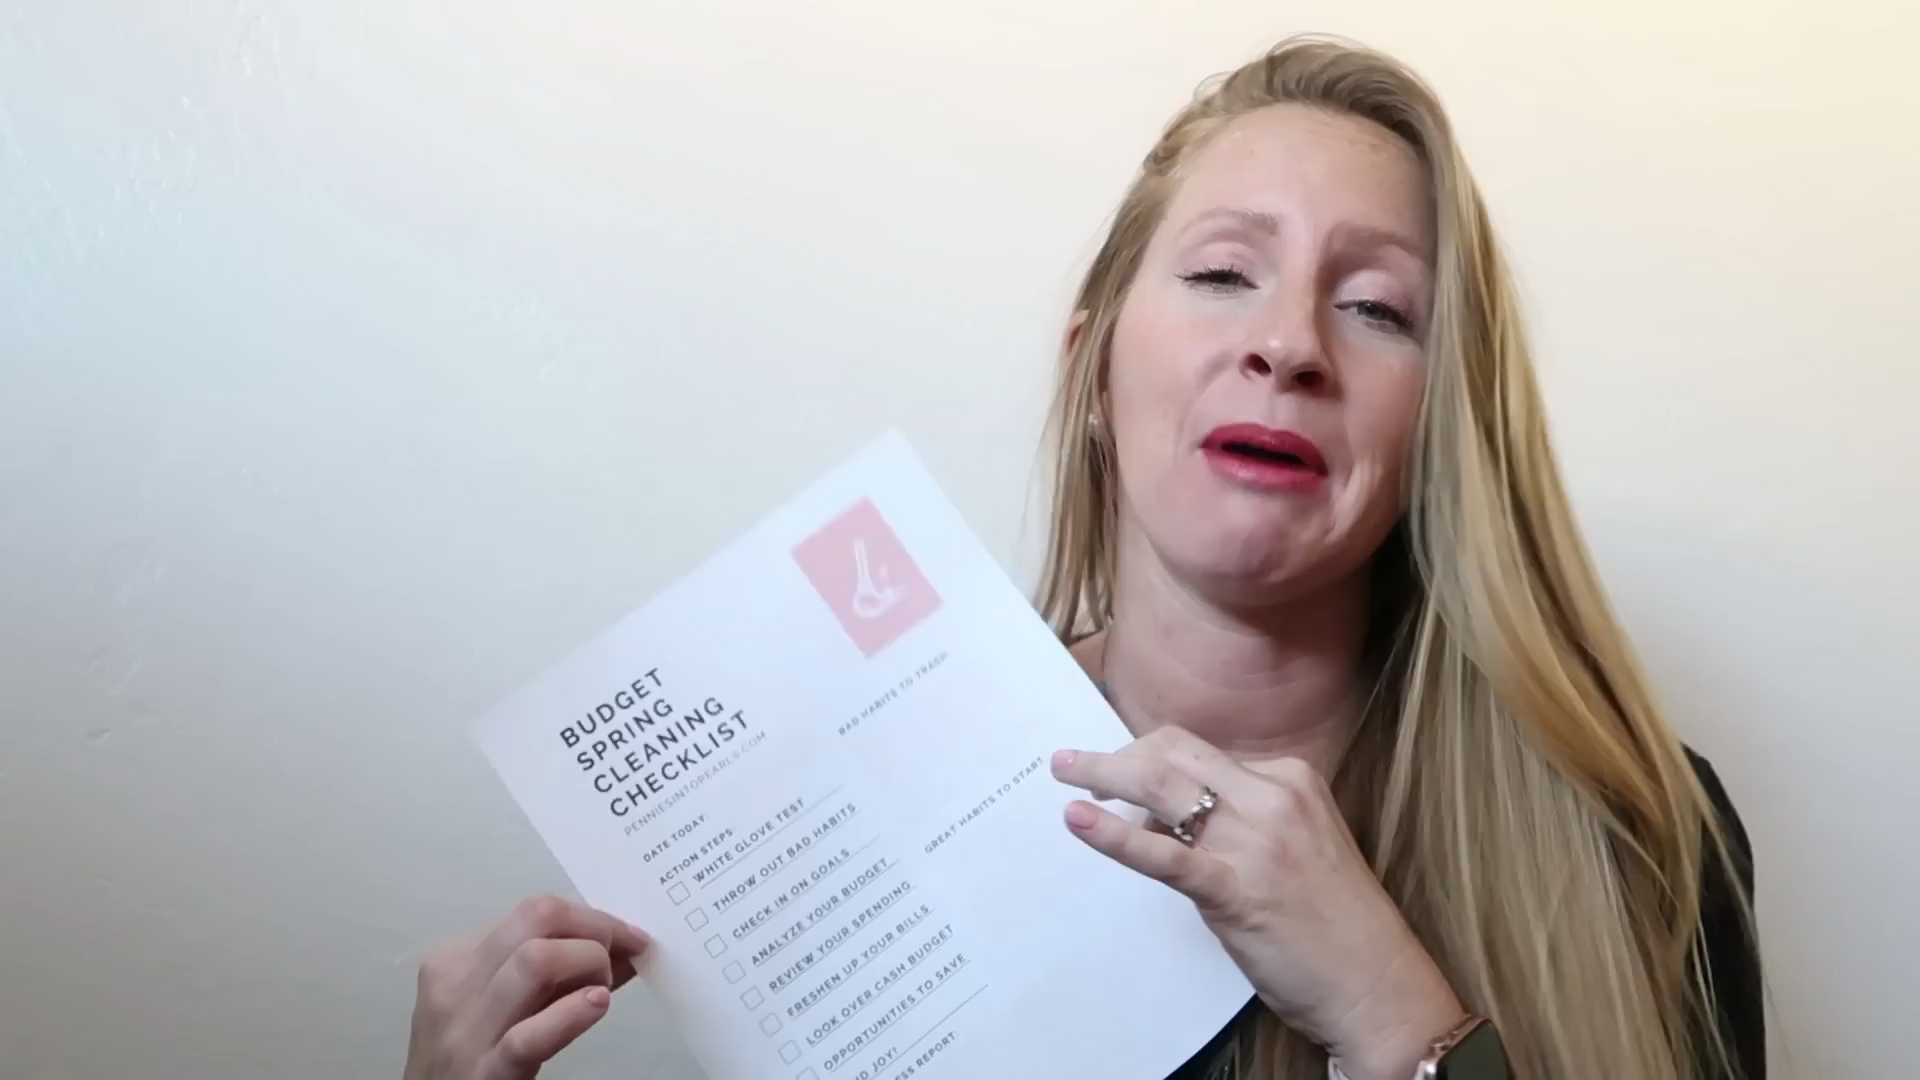 BUDGET
SPRING
CLEANING
CHECKLIST
PENNIESINTOPEARLS.COM
DATE TODAY:
ACTION STEPS:
WHITE GLOVE TEST
THROW OUT BAD HABITS
CHECK IN ON GOALS
ANALYZE YOUR BUDGET
REVIEW YOUR SPENDING
FRESHEN UP YOUR BILLS
LOOK OVER CASH BUDGET
OPPORTUNITIES TO SAVE
JOY!
REPORT:
BAD HABITS TO TRASH
GREAT HABITS TO START